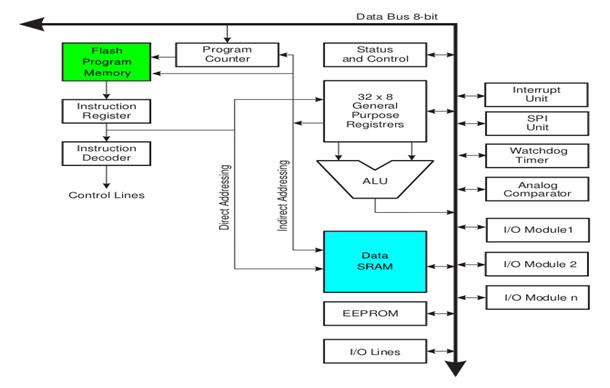 Data Bus 8-bit
Flash
Program
Memory
Program
Counter
Status
and Control
Instruction
Register
32 x 8
General
Purpose
Registrers
Interrupt
Unit
SPI
Unit
Instruction
Decoder
Watchdog
Timer
ALU
Analog
Comparator
Control Lines
Direct Addressing
Indirect Addressing
I/O Module1
Data
SRAM
I/O Module 2
I/O Module n
EEPROM
I/O Lines